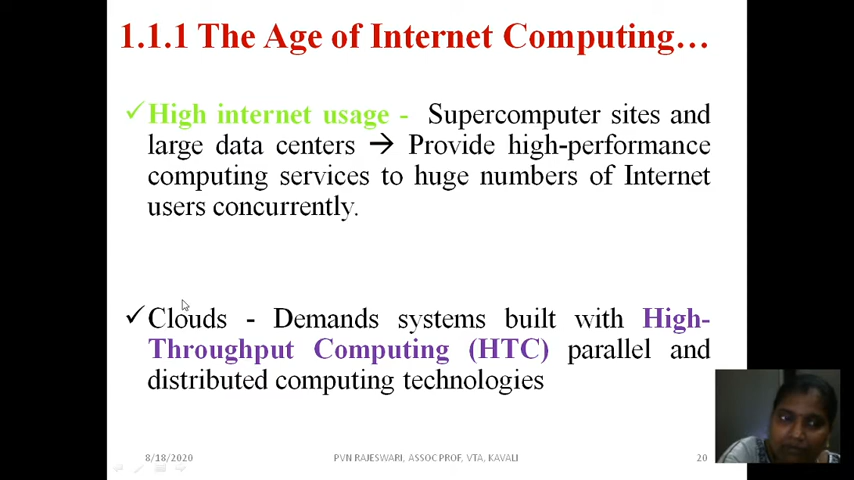 1.1.1 The Age of Internet Computing…
✓High internet usage - Supercomputer sites and
large data centers → Provide high-performance
computing services to huge numbers of Internet
users concurrently.
✓Clouds - Demands systems built with High-
Throughput Computing (HTC) parallel and
distributed computing technologies
8/18/2020 PVN RAJESWARI, ASSOC PROF, VTA, KAVALI 20